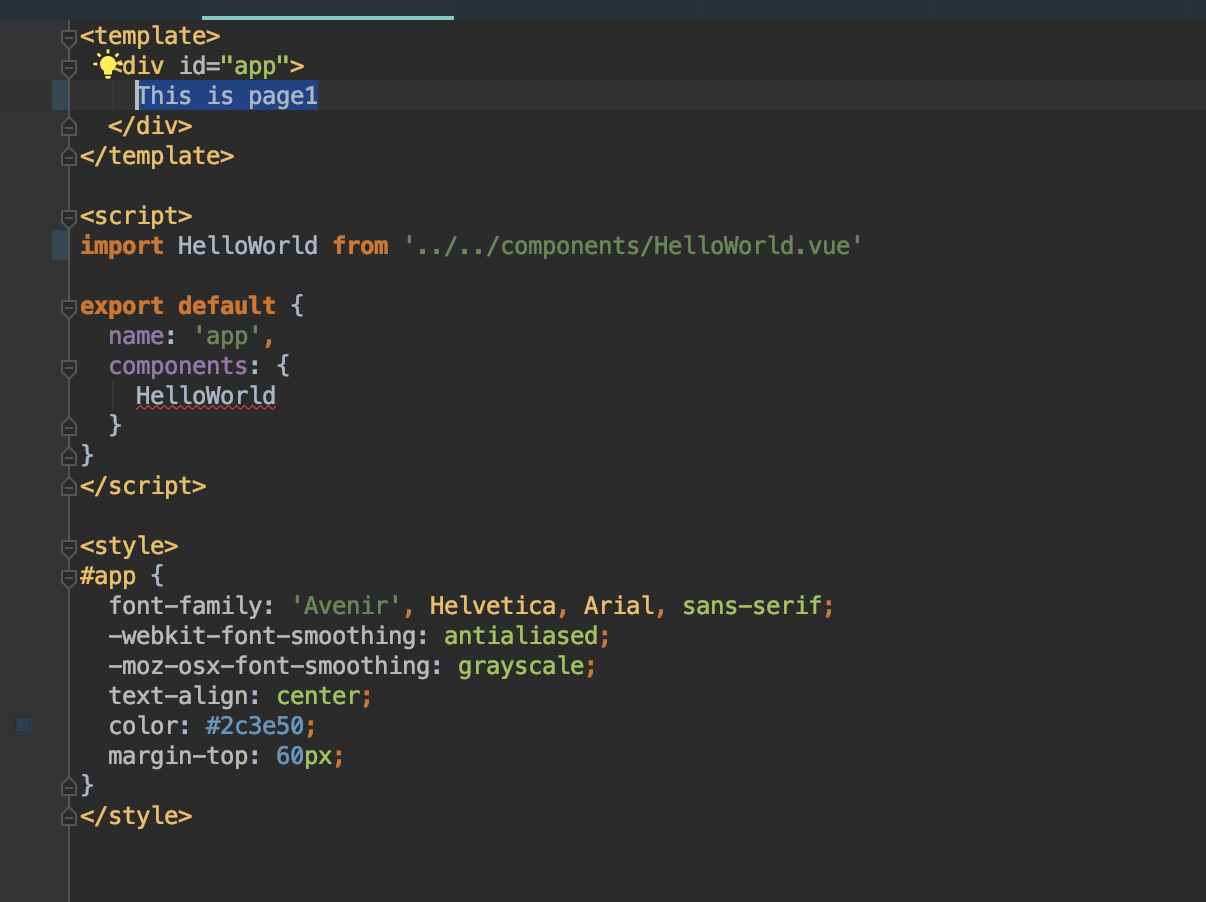 <template>
<div id="app">
This is page1
</div>
</template>
<script>
import HelloWorld from '../../components/HelloWorld.vue'
export default {
name: 'app',
components: {
HelloWorld
}
}
</script>
<style>
#app {
font-family: 'Avenir', Helvetica, Arial, sans-serif;
-webkit-font-smoothing: antialiased;
-moz-osx-font-smoothing: grayscale;
text-align: center;
color: #2c3e50;
margin-top: 60px;
}
</style>